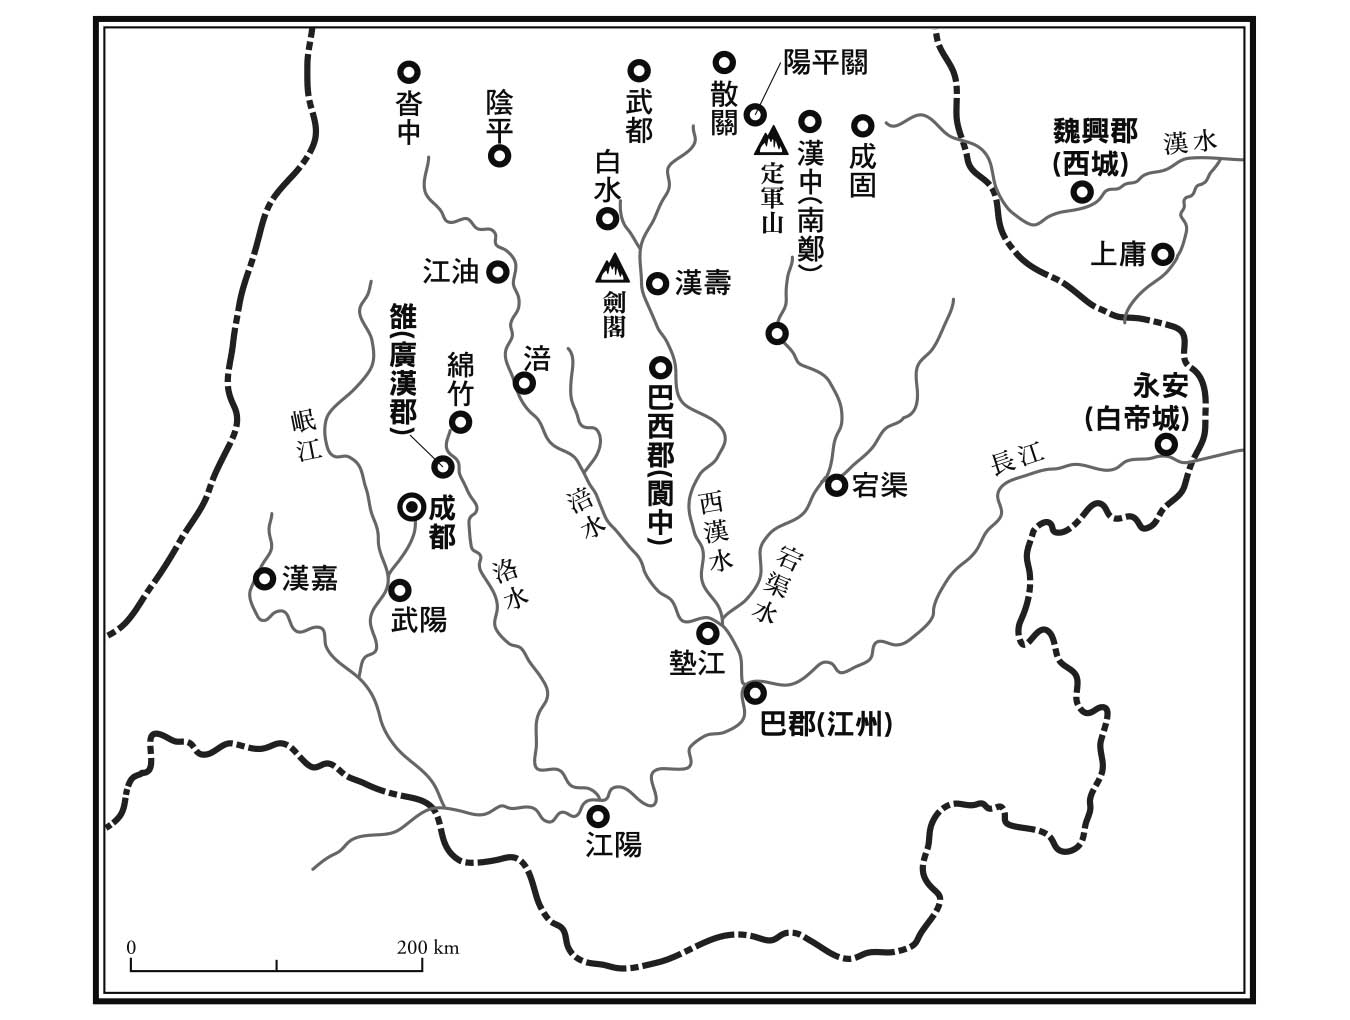 陽平關
沓中
陰平
武都
散關
白水
定軍山
漢中(南鄭)
成固
魏興郡
(西城)
漢水
上庸
江油
劍閣
漢壽
雒(廣漢郡)
綿竹
涪
巴西郡(閬中)
永安
(白帝城)
岷江
涪水
西漢水
宕渠
長江
成都
漢嘉
武陽
洛水
宕渠水
墊江
巴郡(江州)
江陽
0
200 km